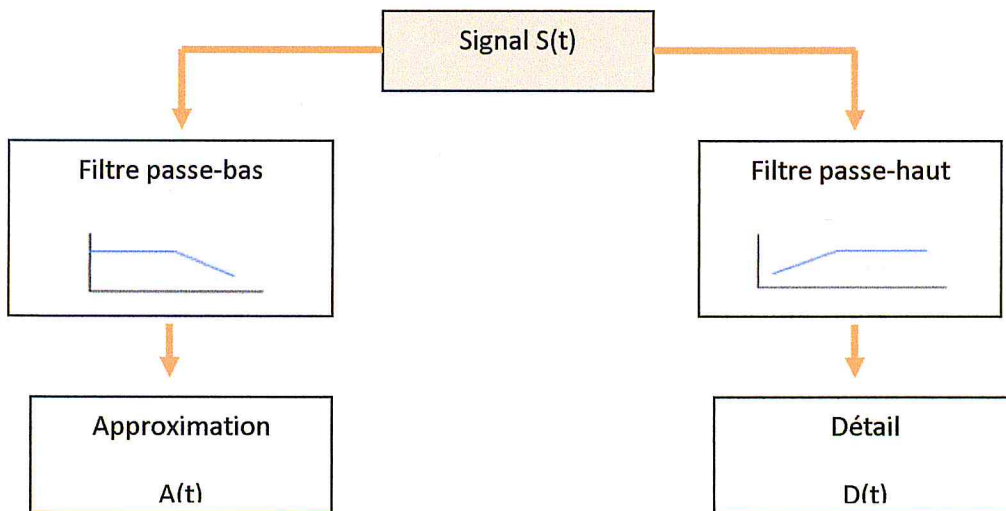 Signal S(t)
Filtre passe-bas
Filtre passe-haut
Approximation
A(t)
Détail
D(t)